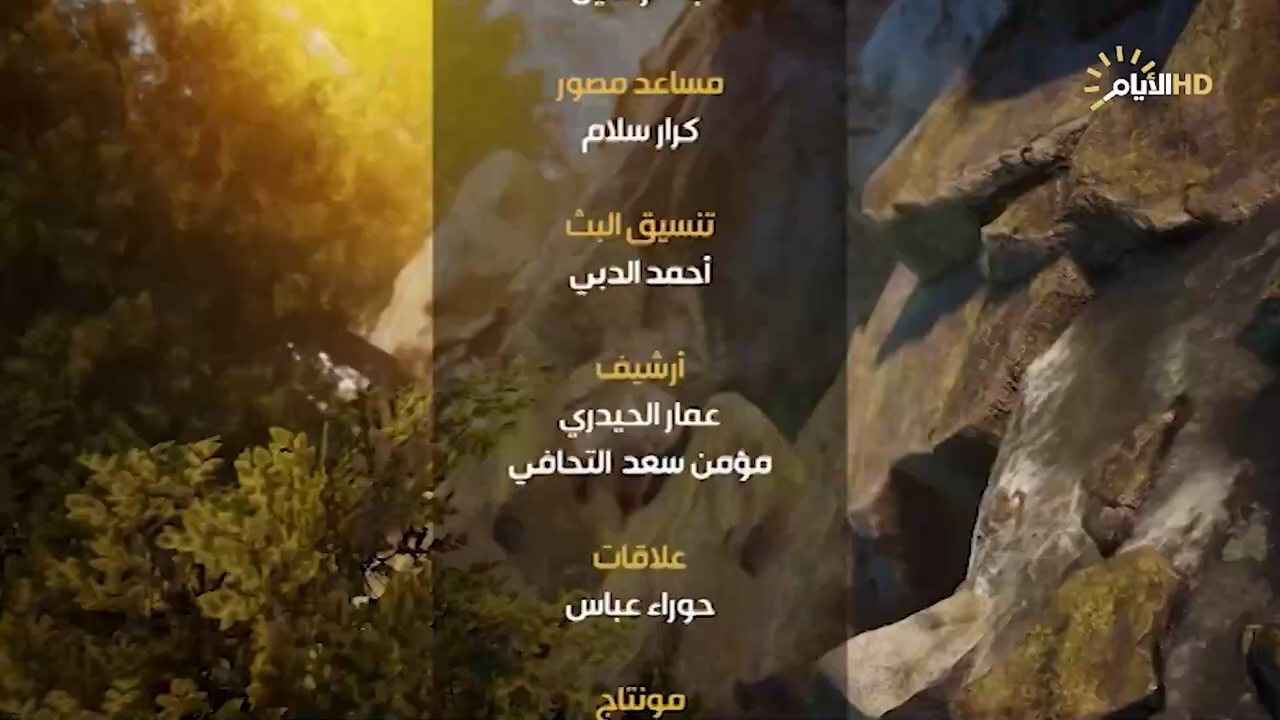 الأيام HD
مساعد مصور
كرار سلام
تنسيق البث
أحمد الدبي
أرشيف
عمار الحيدري
مؤمن سعد التحافي
علاقات
حوراء عباس
مونتاج